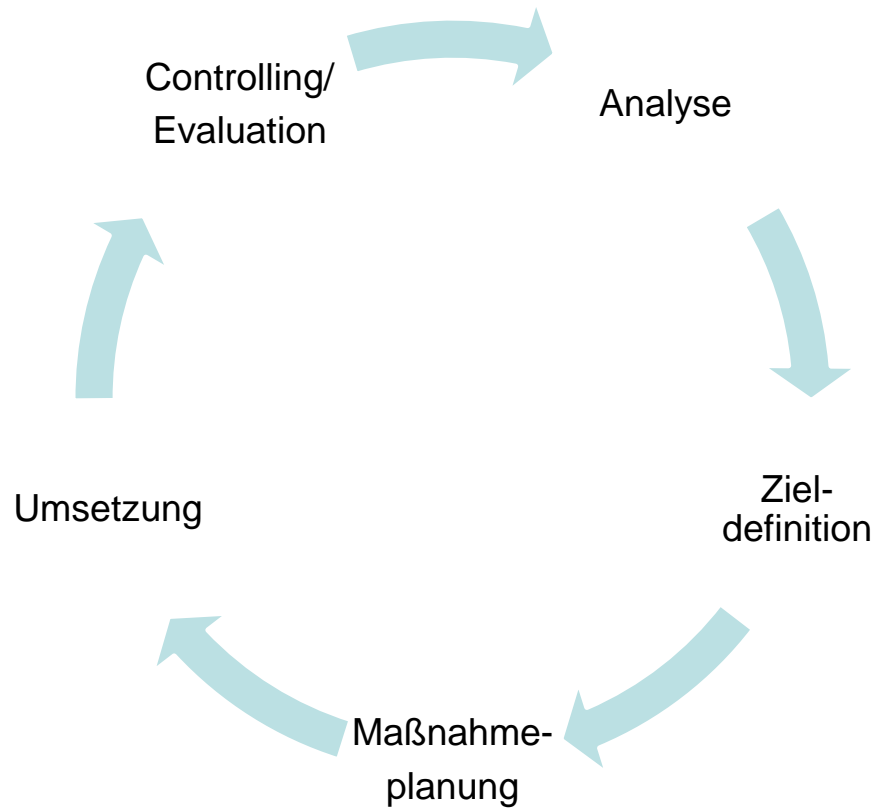 Controlling/
Evaluation
Analyse
Ziel-
definition
Maßnahme-
planung
Umsetzung